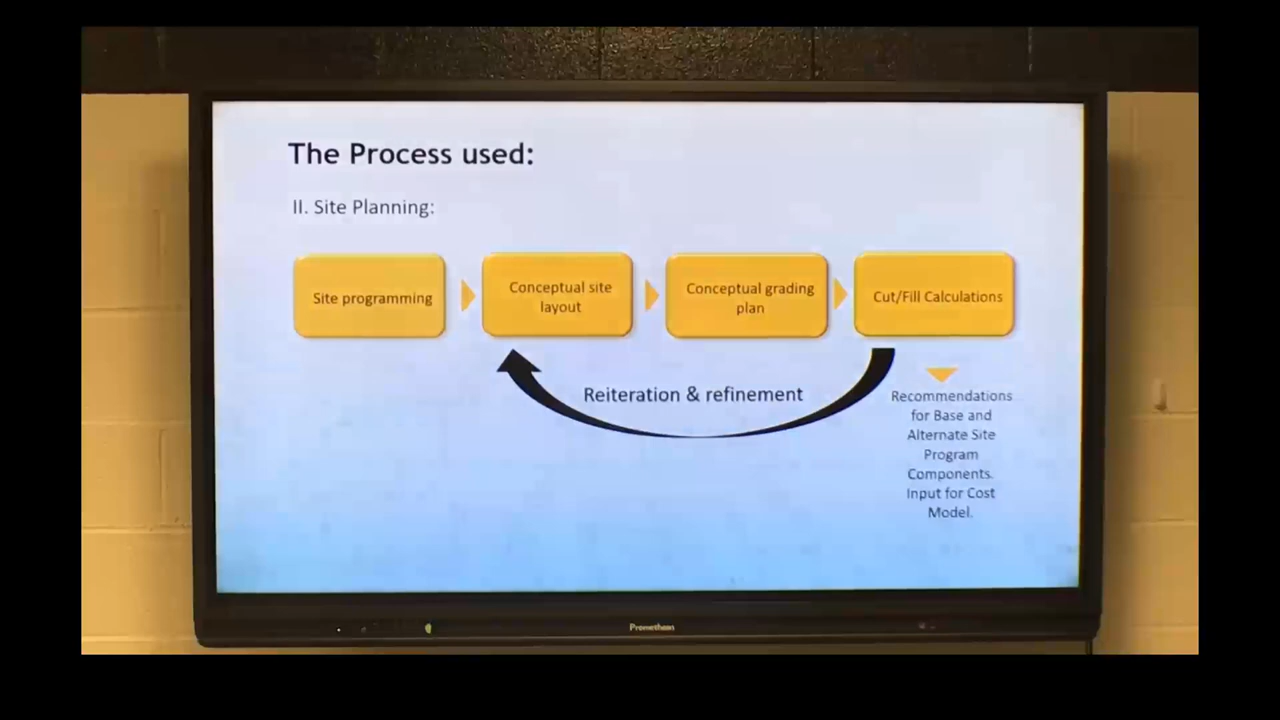 The Process used:
II. Site Planning:
Site programming
Conceptual site
layout
Conceptual grading
plan
Cut/Fill Calculations
Reiteration & refinement
Recommendations
for Base and
Alternate Site
Program
Components.
Input for Cost
Model.
Promethean